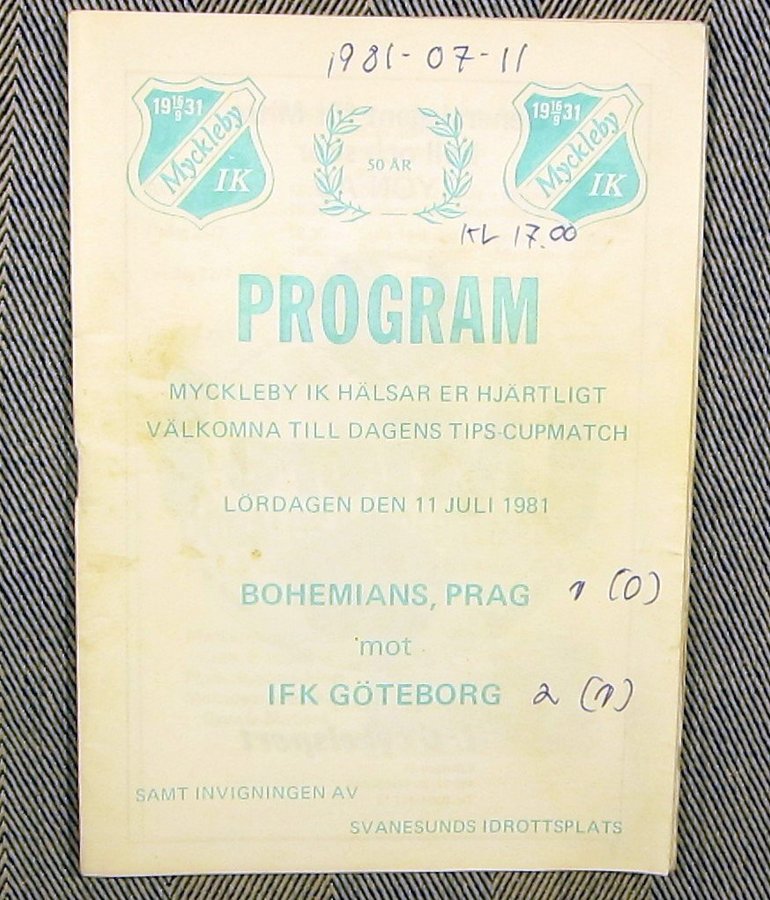 1981-07-11
19 16/9 31
Myckleby
IK
50 ÅR
19 16/9 31
Myckleby
IK
KL 17.00
PROGRAM
MYCKLEBY IK HÄLSAR ER HJÄRTLIGT
VÄLKOMNA TILL DAGENS TIPS-CUPMATCH
LÖRDAGEN DEN 11 JULI 1981
BOHEMIANS, PRAG 1 (0)
mot
IFK GÖTEBORG 2 (1)
SAMT INVIGNINGEN AV
SVANESUNDS IDROTTSPLATS